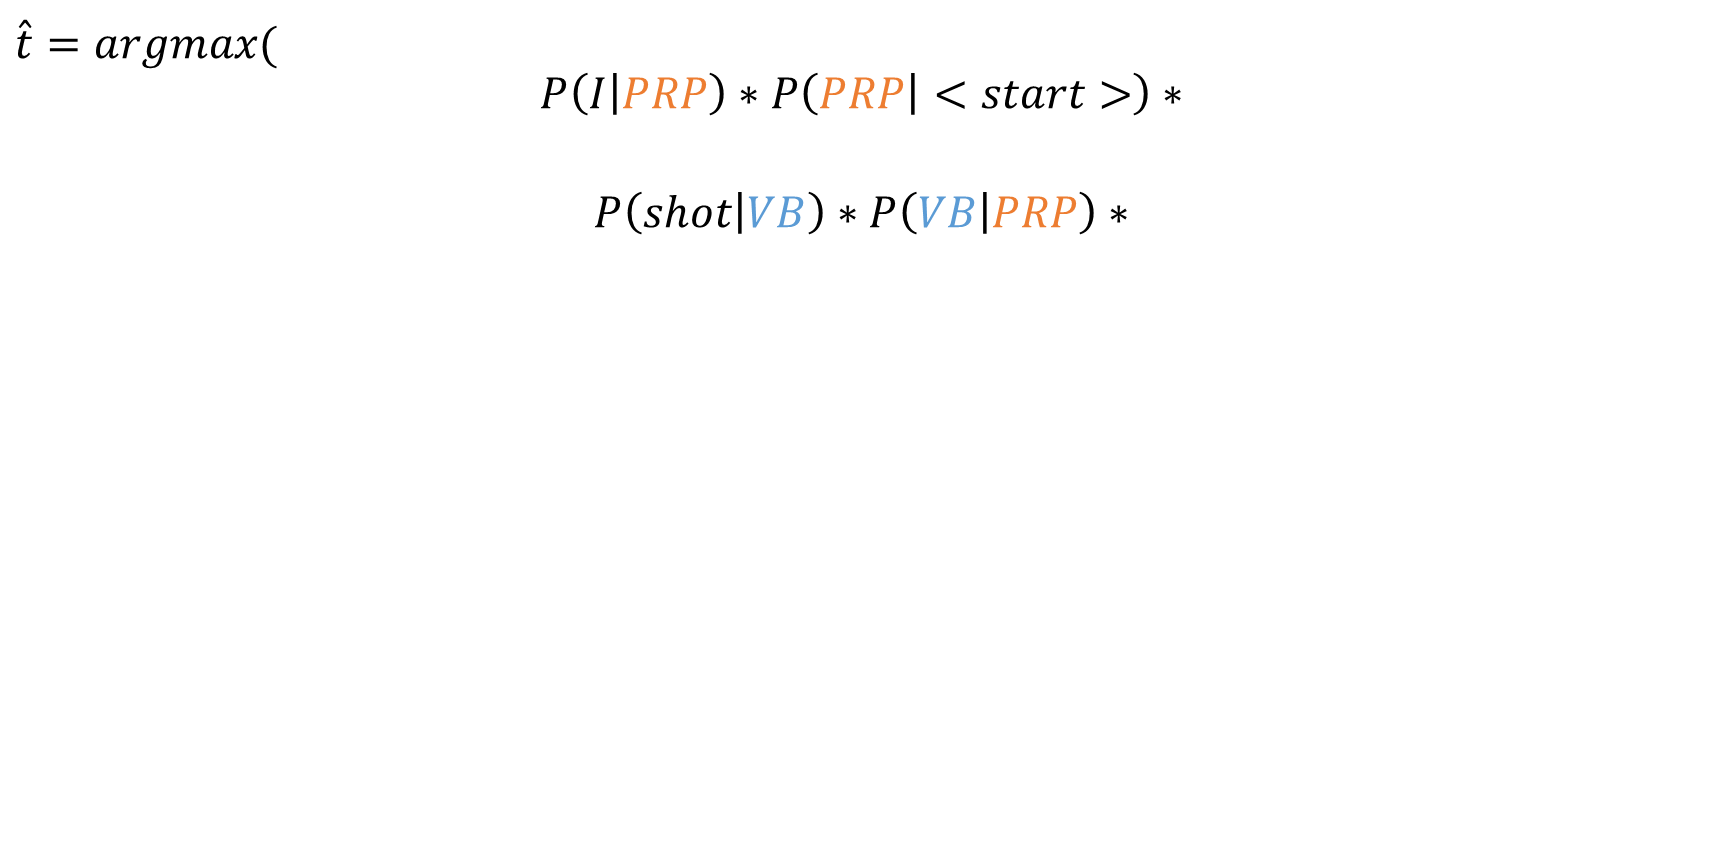 t̂ = argmax(
P(I|PRP) ∗ P(PRP| < start >) ∗
P(shot|VB) ∗ P(VB|PRP) ∗